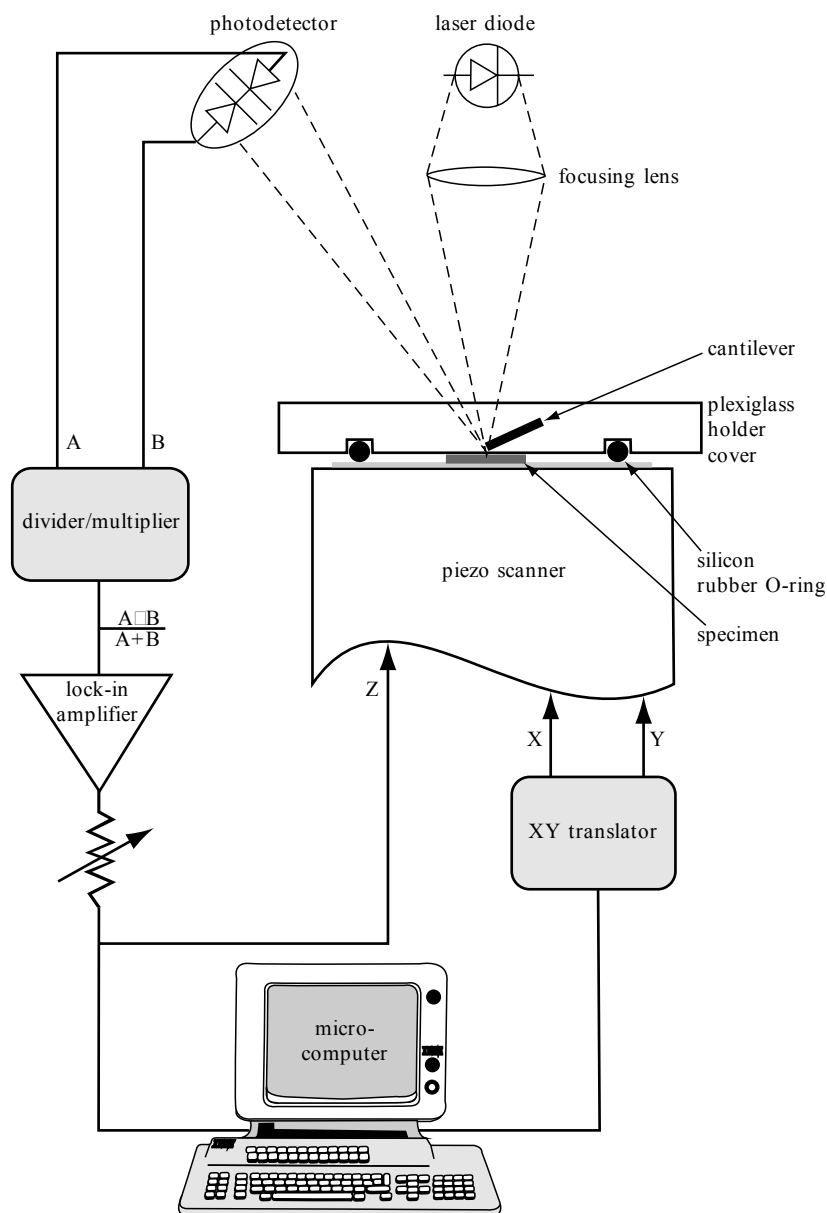 photodetector
laser diode
focusing lens
cantilever
plexiglass
holder
cover
A
B
divider/multiplier
silicon
rubber O-ring
piezo scanner
specimen
A□B
A+B
lock-in
amplifier
Z
X
Y
XY translator
micro-
computer